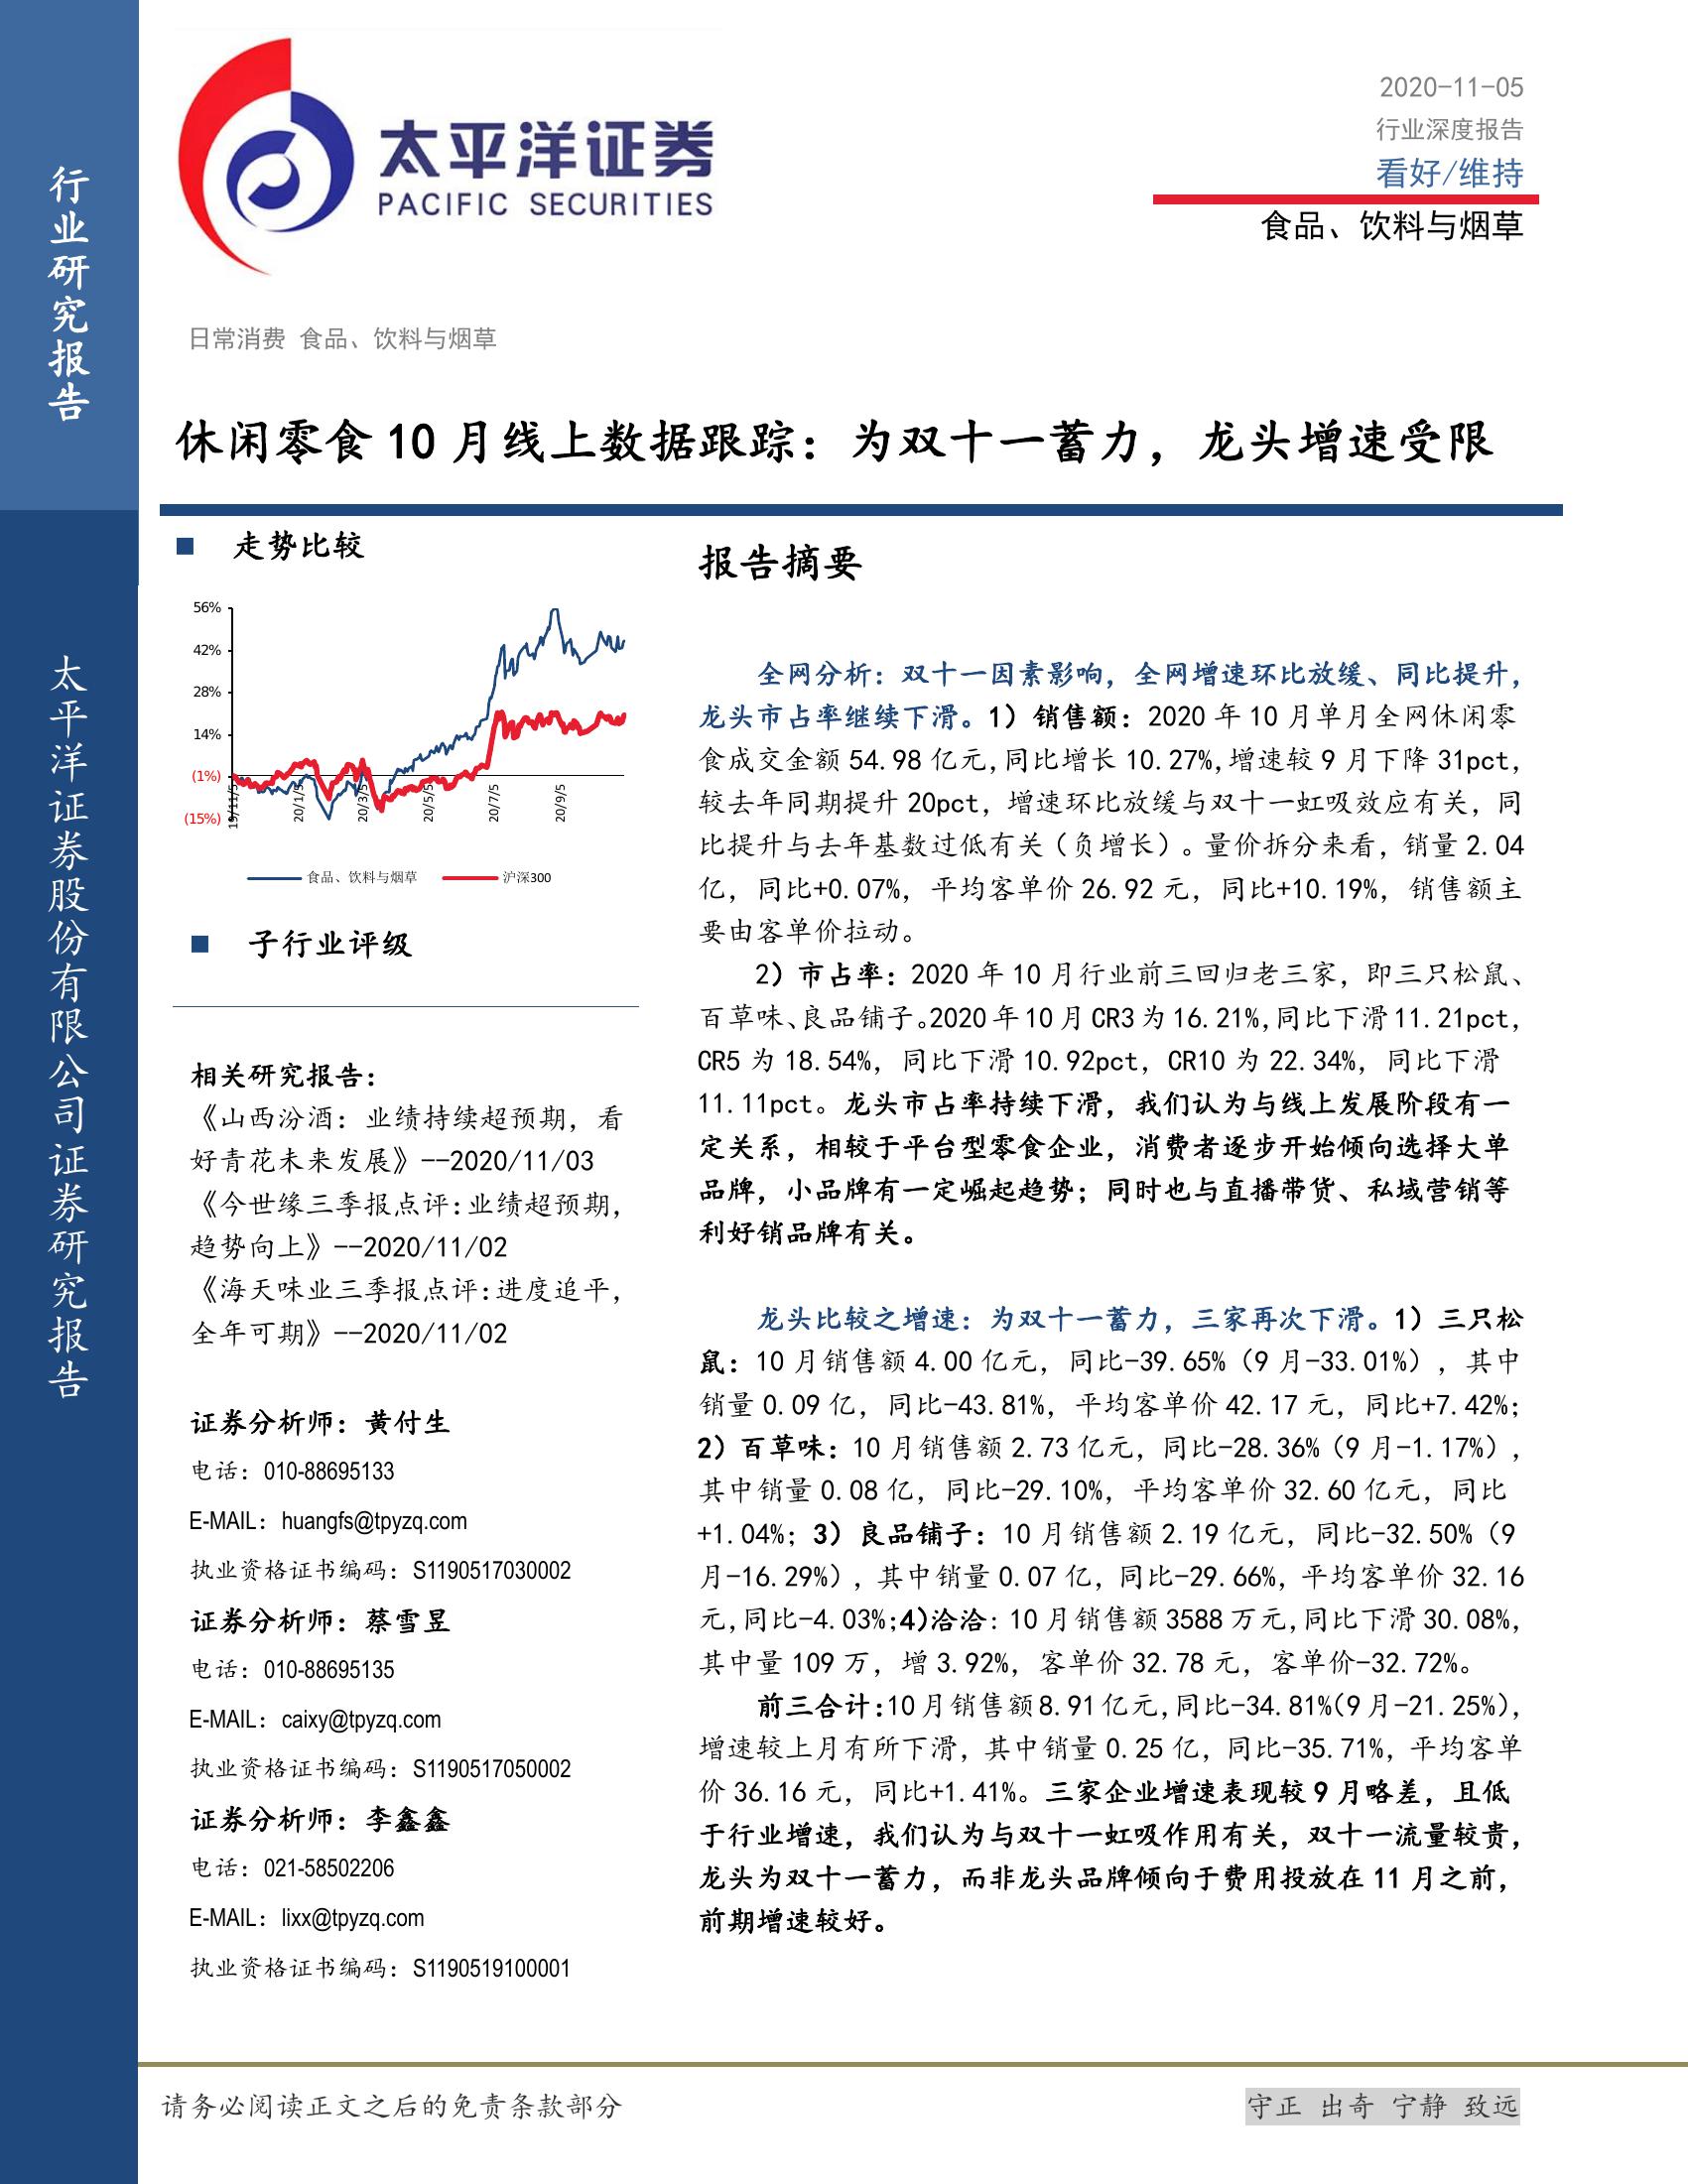 行业研究报告
太平洋证券股份有限公司证券研究报告
太平洋证券
PACIFIC SECURITIES
2020-11-05
行业深度报告
看好/维持
食品、饮料与烟草
日常消费 食品、饮料与烟草
休闲零食 10 月线上数据跟踪：为双十一蓄力，龙头增速受限
■ 走势比较
56%
42%
28%
14%
(1%)
(15%)
19/11/5
20/1/5
20/3/5
20/5/5
20/7/5
20/9/5
食品、饮料与烟草
沪深300
■ 子行业评级
相关研究报告：
《山西汾酒：业绩持续超预期，看
好青花未来发展》--2020/11/03
《今世缘三季报点评：业绩超预期，
趋势向上》--2020/11/02
《海天味业三季报点评：进度追平，
全年可期》--2020/11/02
证券分析师：黄付生
电话：010-88695133
E-MAIL：huangfs@tpyzq.com
执业资格证书编码：S1190517030002
证券分析师：蔡雪昱
电话：010-88695135
E-MAIL：caixy@tpyzq.com
执业资格证书编码：S1190517050002
证券分析师：李鑫鑫
电话：021-58502206
E-MAIL：lixx@tpyzq.com
执业资格证书编码：S1190519100001
报告摘要
全网分析：双十一因素影响，全网增速环比放缓、同比提升，
龙头市占率继续下滑。1）销售额：2020 年 10 月单月全网休闲零
食成交金额 54.98 亿元，同比增长 10.27%，增速较 9 月下降 31pct，
较去年同期提升 20pct，增速环比放缓与双十一虹吸效应有关，同
比提升与去年基数过低有关（负增长）。量价拆分来看，销量 2.04
亿，同比+0.07%，平均客单价 26.92 元，同比+10.19%，销售额主
要由客单价拉动。
2）市占率：2020 年 10 月行业前三回归老三家，即三只松鼠、
百草味、良品铺子。2020 年 10 月 CR3 为 16.21%，同比下滑 11.21pct，
CR5 为 18.54%，同比下滑 10.92pct，CR10 为 22.34%，同比下滑
11.11pct。龙头市占率持续下滑，我们认为与线上发展阶段有一
定关系，相较于平台型零食企业，消费者逐步开始倾向选择大单
品牌，小品牌有一定崛起趋势；同时也与直播带货、私域营销等
利好销品牌有关。
龙头比较之增速：为双十一蓄力，三家再次下滑。1）三只松
鼠：10 月销售额 4.00 亿元，同比-39.65%（9 月-33.01%），其中
销量 0.09 亿，同比-43.81%，平均客单价 42.17 元，同比+7.42%；
2）百草味：10 月销售额 2.73 亿元，同比-28.36%（9 月-1.17%），
其中销量 0.08 亿，同比-29.10%，平均客单价 32.60 亿元，同比
+1.04%；3）良品铺子：10 月销售额 2.19 亿元，同比-32.50%（9
月-16.29%），其中销量 0.07 亿，同比-29.66%，平均客单价 32.16
元，同比-4.03%;4)洽洽：10 月销售额 3588 万元，同比下滑 30.08%，
其中量 109 万，增 3.92%，客单价 32.78 元，客单价-32.72%。
前三合计：10 月销售额 8.91 亿元，同比-34.81%（9 月-21.25%），
增速较上月有所下滑，其中销量 0.25 亿，同比-35.71%，平均客单
价 36.16 元，同比+1.41%。三家企业增速表现较 9 月略差，且低
于行业增速，我们认为与双十一虹吸作用有关，双十一流量较贵，
龙头为双十一蓄力，而非龙头品牌倾向于费用投放在 11 月之前，
前期增速较好。
请务必阅读正文之后的免责条款部分
守正 出奇 宁静 致远